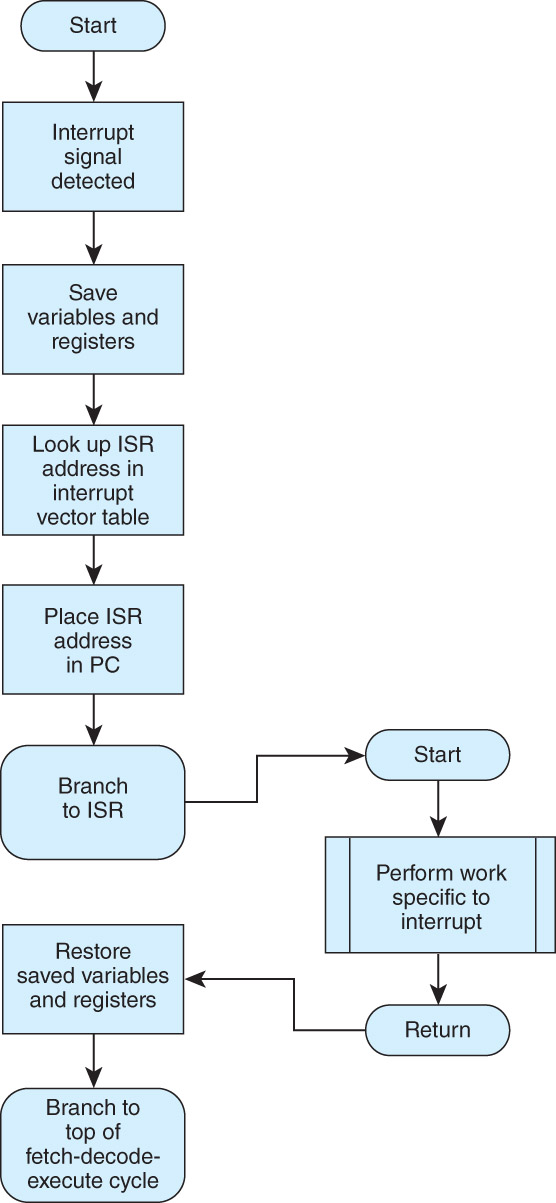 Start
Interrupt
signal
detected
Save
variables and
registers
Look up ISR
address in
interrupt
vector table
Place ISR
address
in PC
Branch
to ISR
Start
Perform work
specific to
interrupt
Return
Restore
saved variables
and registers
Branch to
top of
fetch-decode-
execute cycle